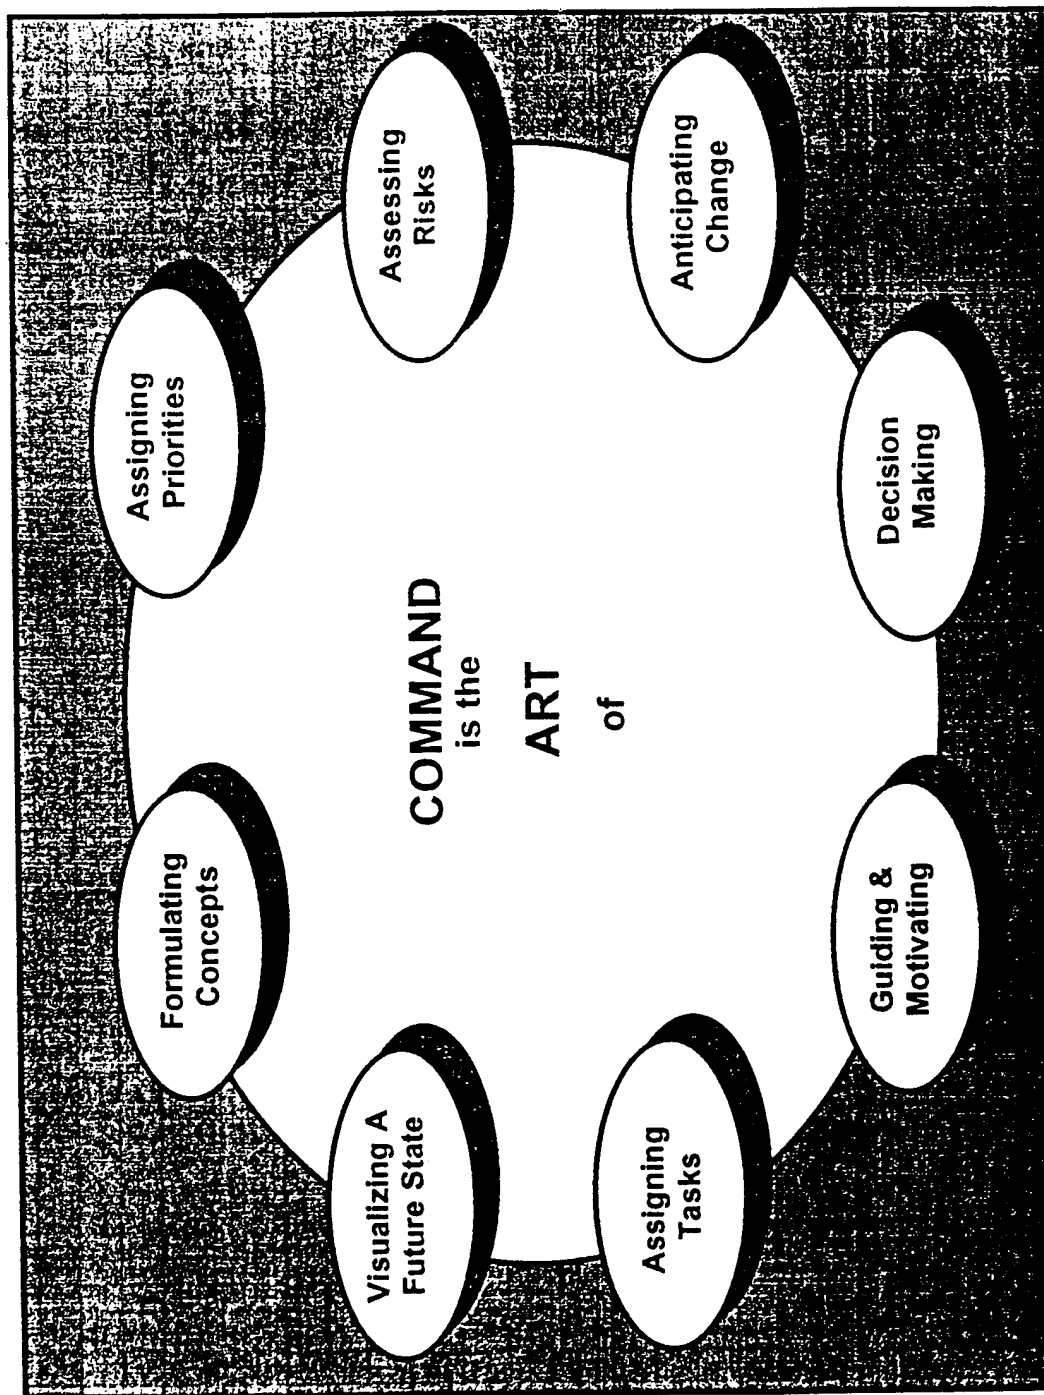 COMMAND
is the
ART
of
Formulating
Concepts
Assigning
Priorities
Assessing
Risks
Anticipating
Change
Decision
Making
Guiding &
Motivating
Assigning
Tasks
Visualizing A
Future State